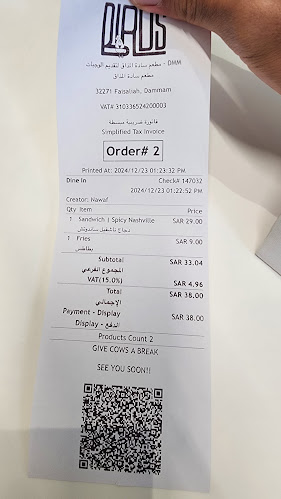 DIRUS
DMM - مطعم سادة المذاق لتقديم الوجبات
مطعم سادة المذاق
32271 Faisaliah, Dammam
VAT# 310336524200003
فاتورة ضريبية مبسطة
Simplified Tax Invoice
Order# 2
Printed At: 2024/12/23 01:23:32 PM
Dine In Check# 147032
2024/12/23 01:22:52 PM
Creator: Nawaf
Qty Item Price
1 Sandwich | Spicy Nashville SAR 29.00
دجاج ناشفيل ساندويتش
1 Fries SAR 9.00
بطاطس
Subtotal SAR 33.04
المجموع الفرعي
VAT(15.0%) SAR 4.96
Total SAR 38.00
الإجمالي
Payment - Display SAR 38.00
Display - الدفع
Products Count 2
GIVE COWS A BREAK
SEE YOU SOON!!